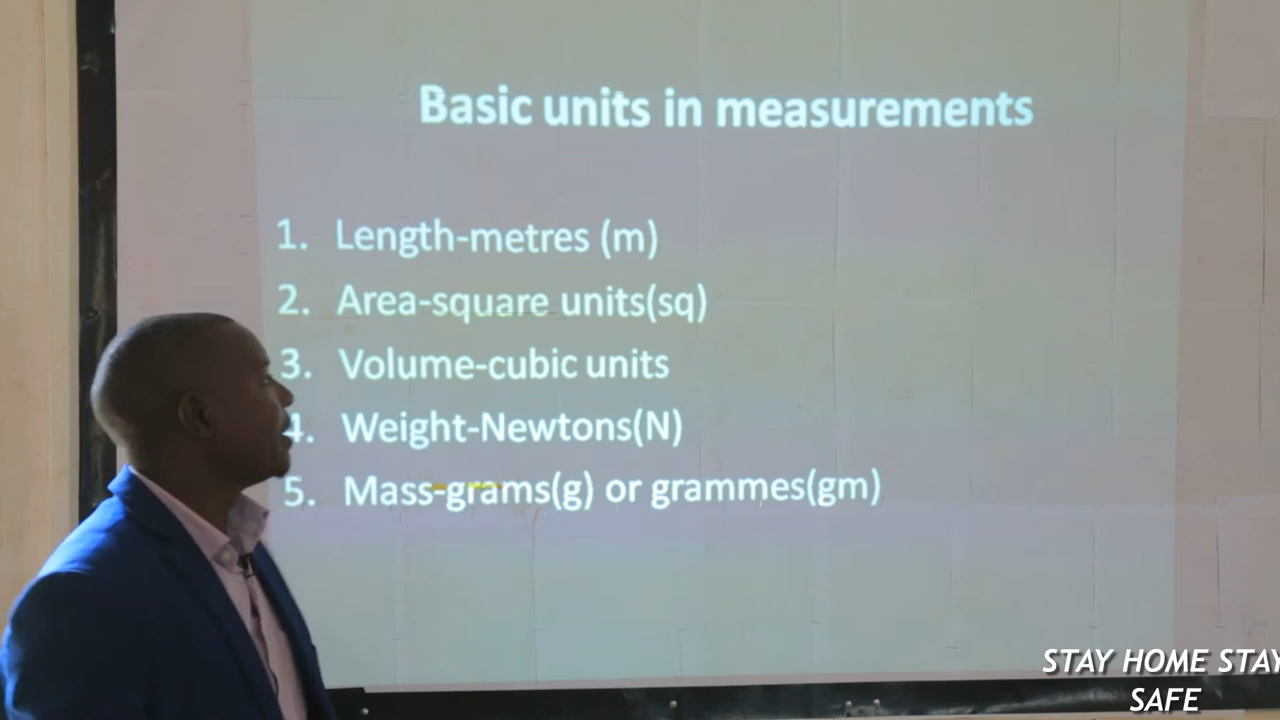 Basic units in measurements
1. Length-metres (m)
2. Area-square units(sq)
3. Volume-cubic units
4. Weight-Newtons(N)
5. Mass-grams(g) or grammes(gm)
STAY HOME STAY
SAFE